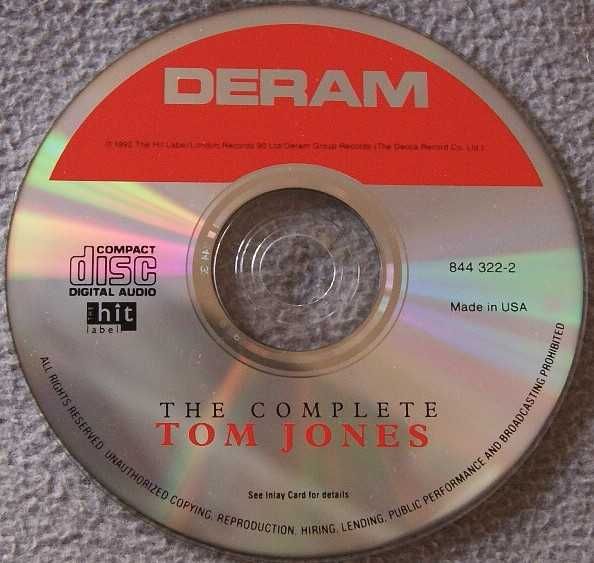 DERAM
℗ 1992 The Hit Label/London Records 90 Ltd/Deram Group Records (The Decca Record Co. Ltd.)
COMPACT
disc
DIGITAL AUDIO
THE hit
label
844 322-2
Made in USA
THE COMPLETE
TOM JONES
See Inlay Card for details
ALL RIGHTS RESERVED. UNAUTHORIZED COPYING, REPRODUCTION, HIRING, LENDING, PUBLIC PERFORMANCE AND BROADCASTING PROHIBITED